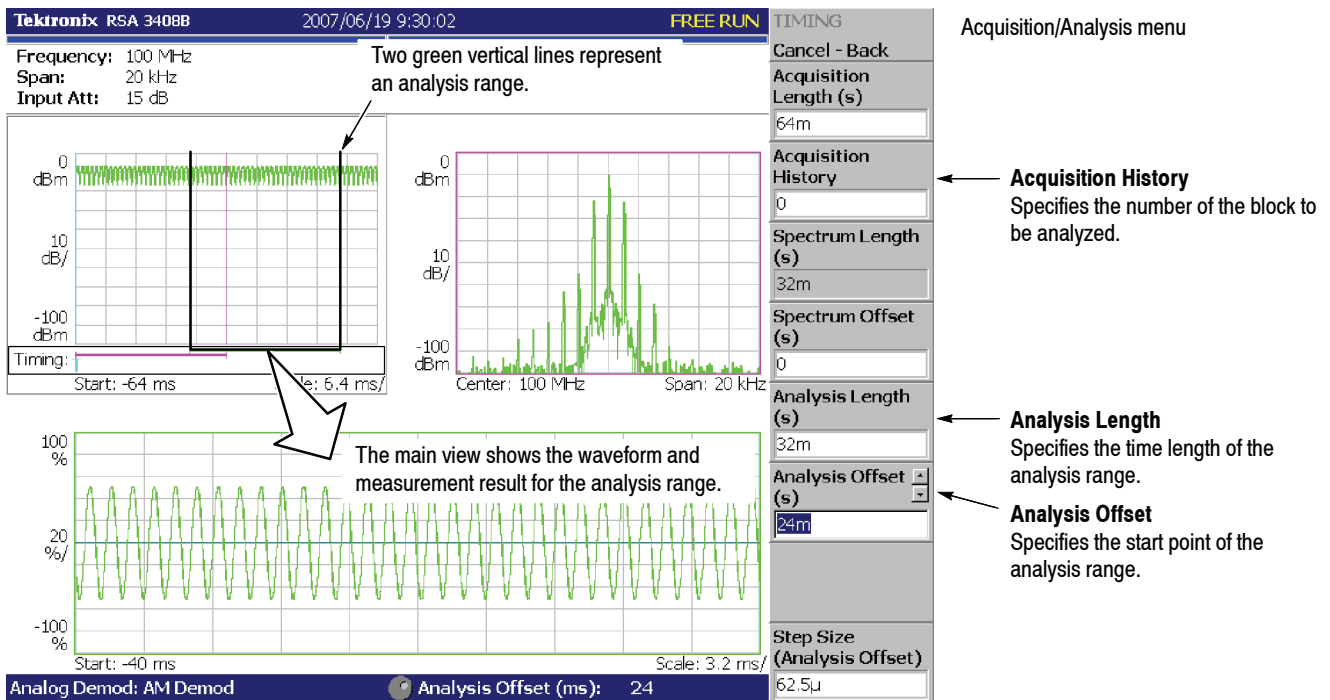 Tektronix RSA 3408B 2007/06/19 9:30:02 FREE RUN
Frequency: 100 MHz
Span: 20 kHz
Input Att: 15 dB
Two green vertical lines represent
an analysis range.
0
dBm
10
dB/
-100
dBm
Timing:
Start: -64 ms
6.4 ms/
0
dBm
10
dB/
-100
dBm
Center: 100 MHz
Span: 20 kHz
100
%
20
%/
-100
%
Start: -40 ms
Scale: 3.2 ms/
The main view shows the waveform and
measurement result for the analysis range.
Analog Demod: AM Demod
Analysis Offset (ms): 24
TIMING
Cancel - Back
Acquisition
Length (s)
64m
Acquisition
History
0
Spectrum Length
(s)
32m
Spectrum Offset
(s)
0
Analysis Length
(s)
32m
Analysis Offset
(s)
24m
Step Size
(Analysis Offset)
62.5µ
Acquisition/Analysis menu
Acquisition History
Specifies the number of the block to
be analyzed.
Analysis Length
Specifies the time length of the
analysis range.
Analysis Offset
Specifies the start point of the
analysis range.